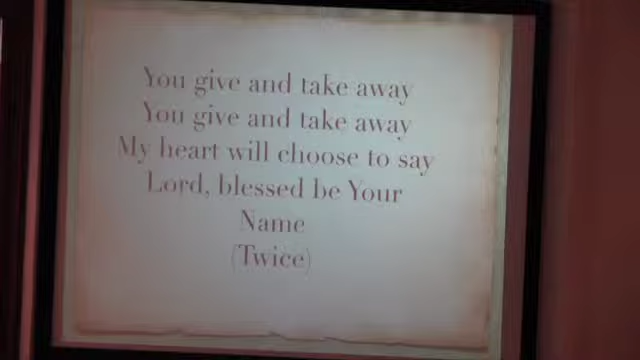 You give and take away
You give and take away
My heart will choose to say
Lord, blessed be Your
Name
(Twice)